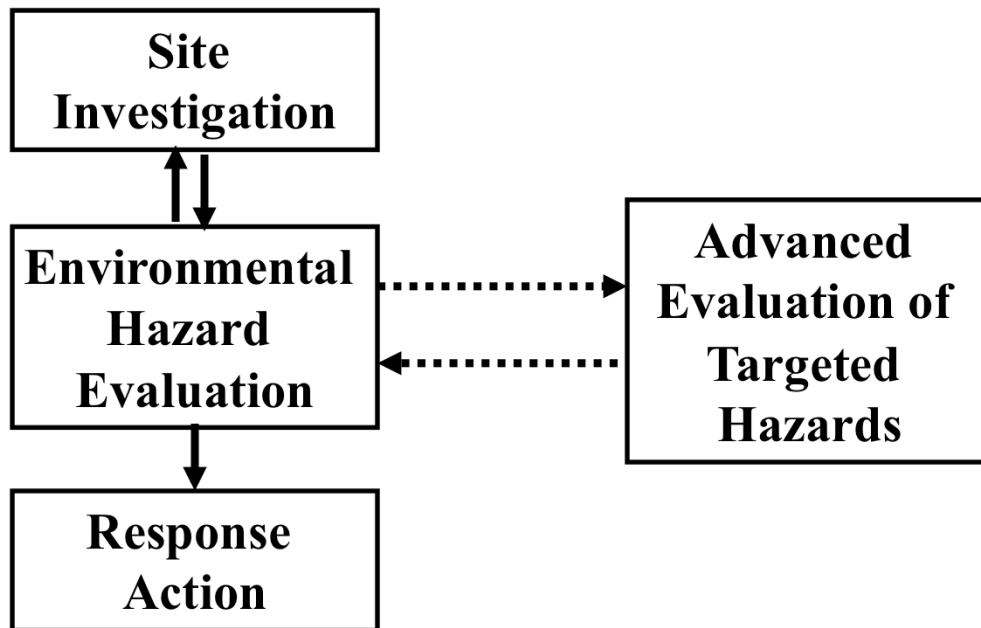 Site
Investigation
Environmental
Hazard
Evaluation
Advanced
Evaluation of
Targeted
Hazards
Response
Action